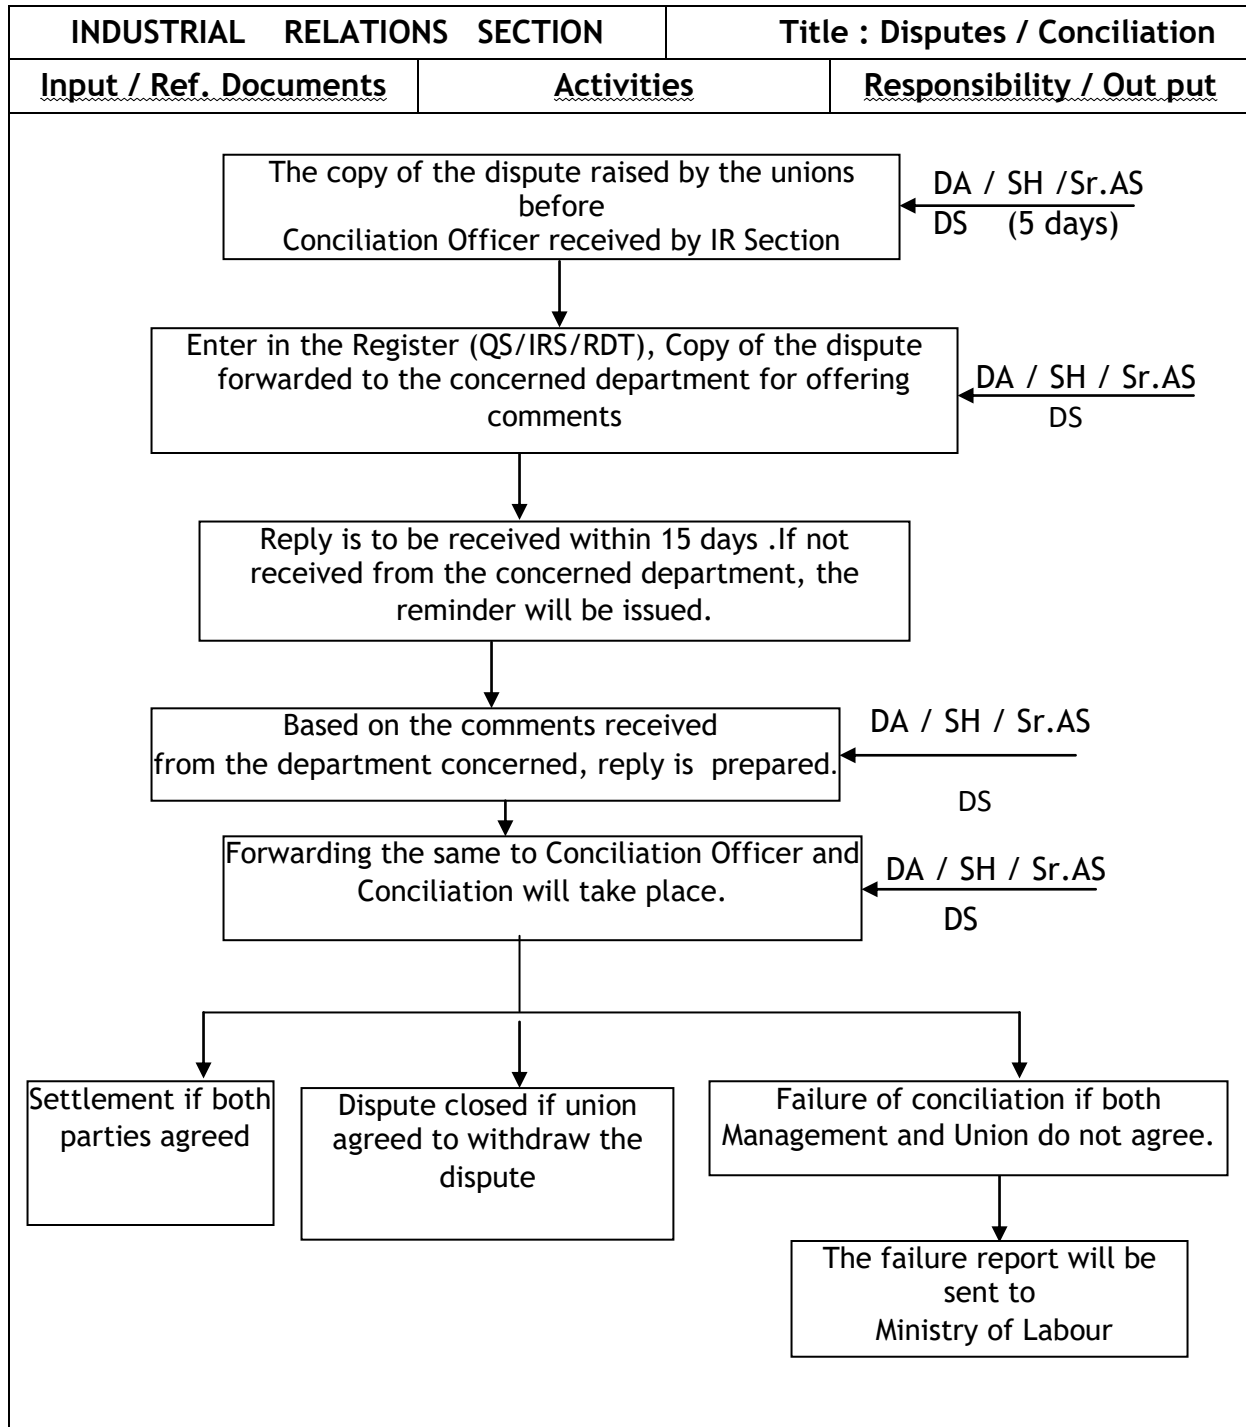 INDUSTRIAL RELATIONS SECTION
Title : Disputes / Conciliation
Input / Ref. Documents
Activities
Responsibility / Out put
The copy of the dispute raised by the unions
before
Conciliation Officer received by IR Section
DA / SH /Sr.AS
DS (5 days)
Enter in the Register (QS/IRS/RDT), Copy of the dispute
forwarded to the concerned department for offering
comments
DA / SH / Sr.AS
DS
Reply is to be received within 15 days .If not
received from the concerned department, the
reminder will be issued.
Based on the comments received
from the department concerned, reply is prepared.
DA / SH / Sr.AS
DS
Forwarding the same to Conciliation Officer and
Conciliation will take place.
DA / SH / Sr.AS
DS
Settlement if both
parties agreed
Dispute closed if union
agreed to withdraw the
dispute
Failure of conciliation if both
Management and Union do not agree.
The failure report will be
sent to
Ministry of Labour